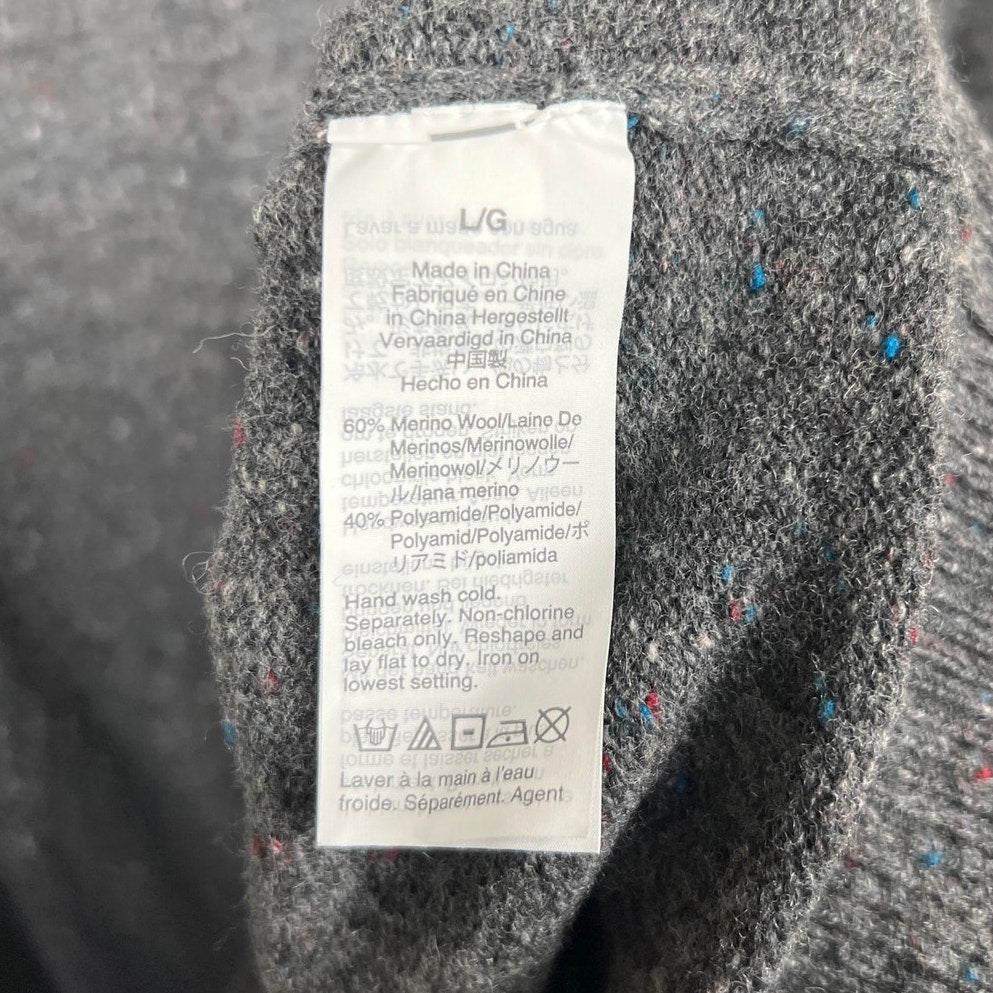 L/G
Made in China
Fabriqué en Chine
in China Hergestellt
Vervaardigd in China
中国製
Hecho en China
60% Merino Wool/Laine De
Merinos/Merinowolle/
Merinowol/メリノウー
ル/lana merino
40% Polyamide/Polyamide/
Polyamid/Polyamide/ポ
リアミド/poliamida
Hand wash cold.
Separately. Non-chlorine
bleach only. Reshape and
lay flat to dry. Iron on
lowest setting.
Laver à la main à l'eau
froide. Séparément. Agent